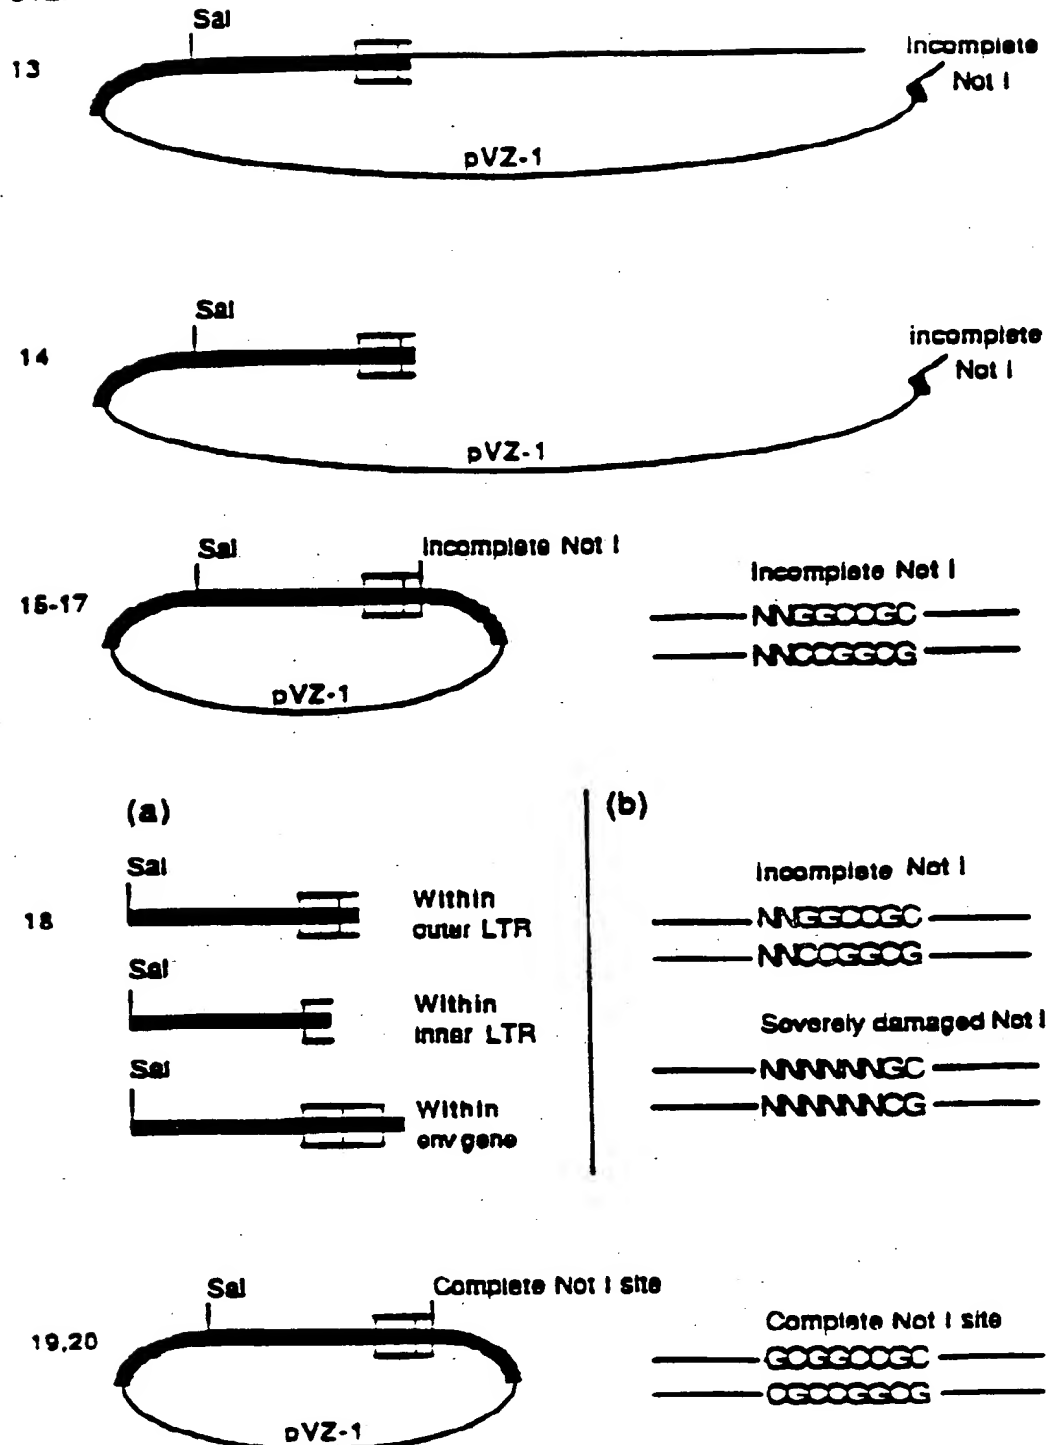 Sal
13
Incomplete
Not I
pVZ-1
Sal
14
incomplete
Not I
pVZ-1
Sal
Incomplete Not I
15-17
pVZ-1
Incomplete Not I
NNGGCCGC
NNCCGGCG
(a)
(b)
Sal
18
Within
outer LTR
Sal
Within
inner LTR
Sal
Within
env gene
Incomplete Not I
NNGGCCGC
NNCCGGCG
Soverely damaged Not I
NNNNNNGC
NNNNNNCG
Sal
Complete Not I site
19,20
pVZ-1
Complete Not I site
GCGGCCGC
CGCCGGCG